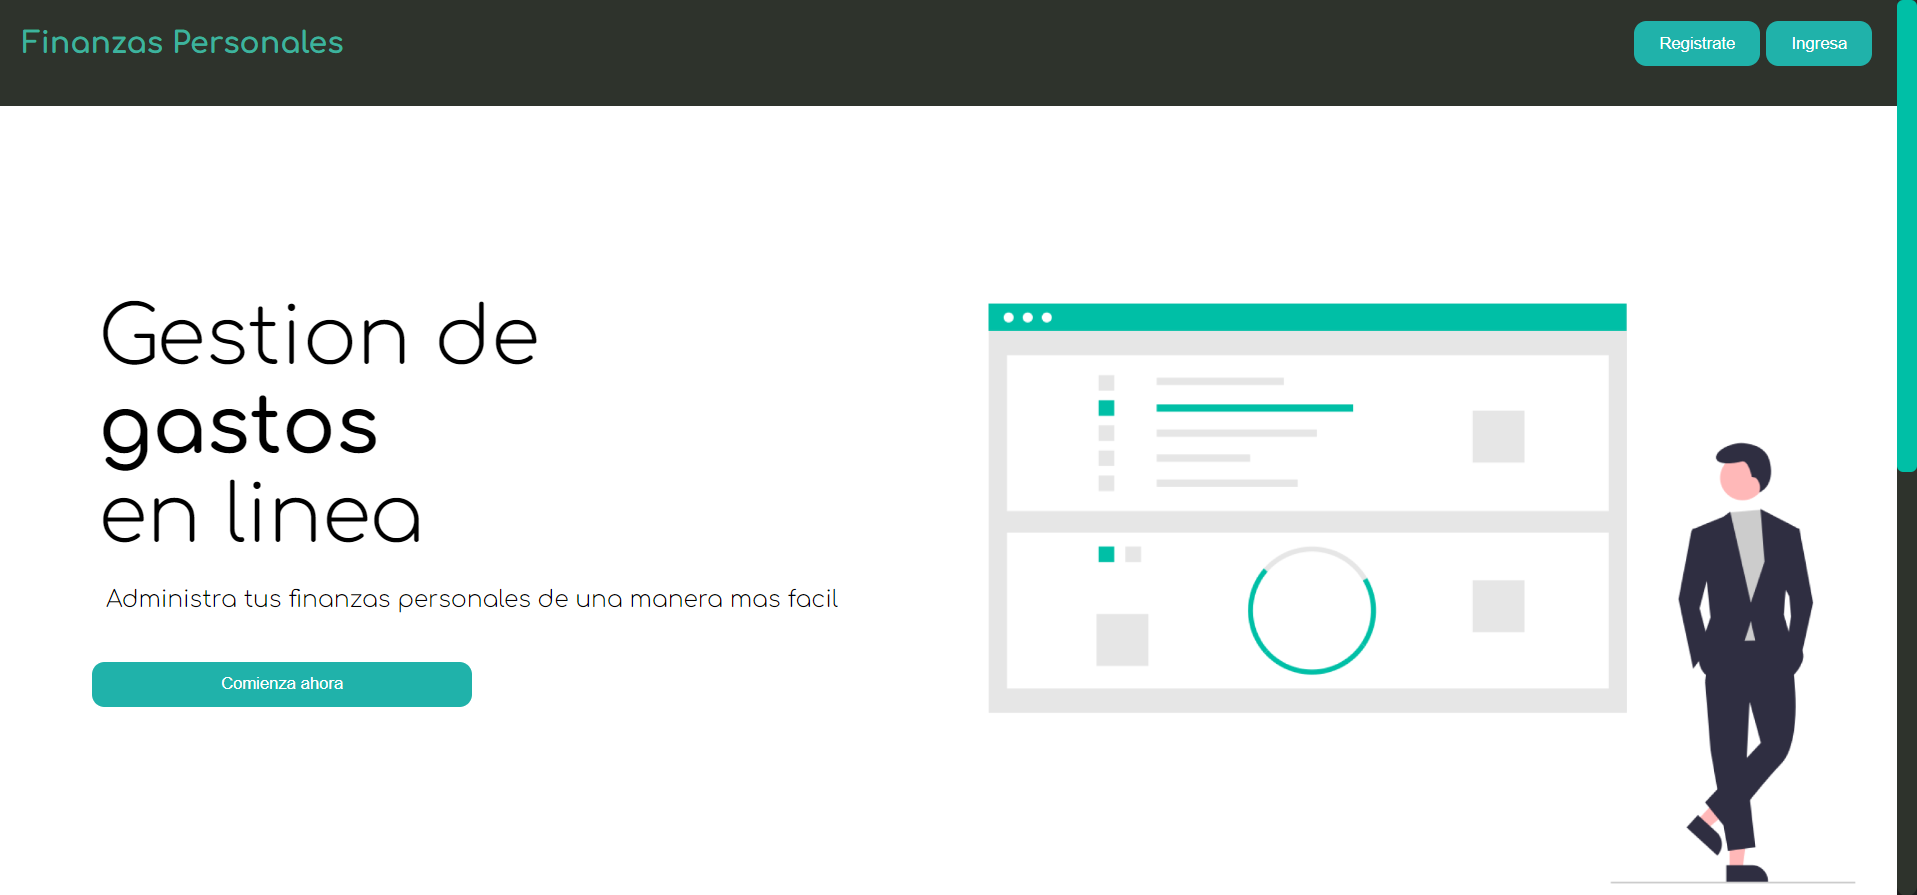 Finanzas Personales
Registrate
Ingresa
Gestion de
gastos
en linea
Administra tus finanzas personales de una manera mas facil
Comienza ahora